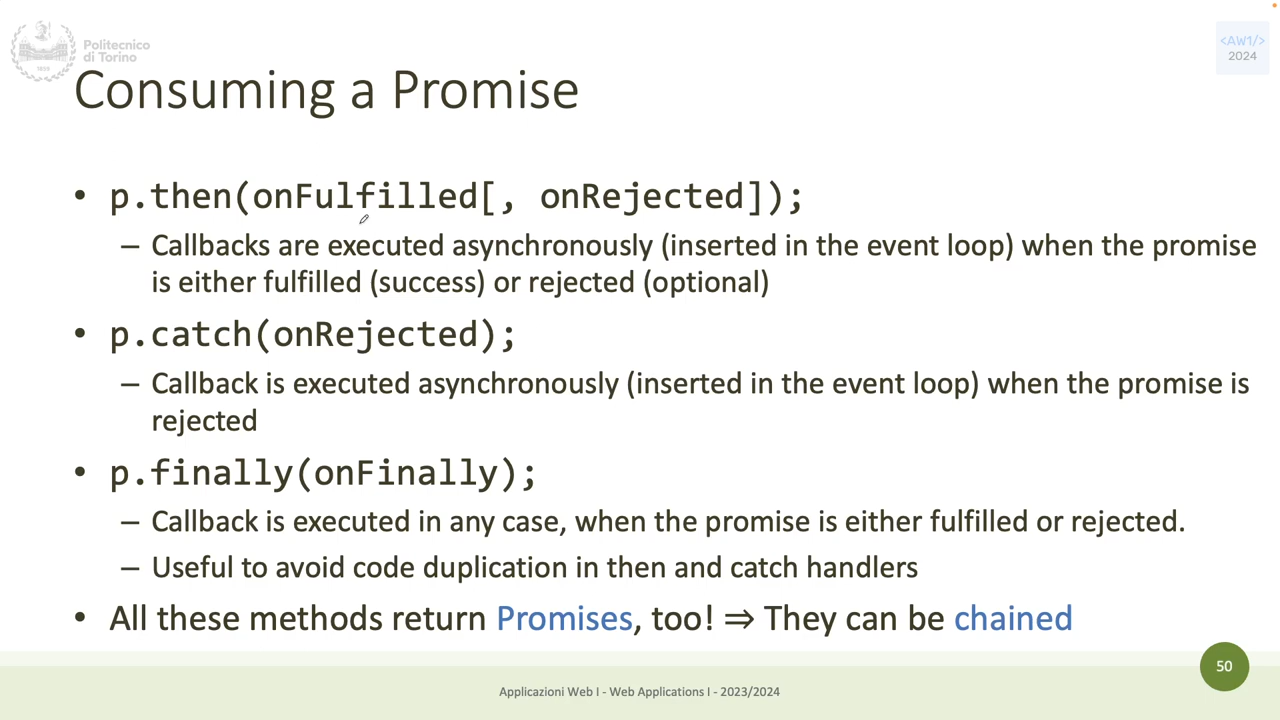 Politecnico
di Torino
1859
<AW1/>
2024
Consuming a Promise
• p.then(onFulfilled[, onRejected]);
– Callbacks are executed asynchronously (inserted in the event loop) when the promise
is either fulfilled (success) or rejected (optional)
• p.catch(onRejected);
– Callback is executed asynchronously (inserted in the event loop) when the promise is
rejected
• p.finally(onFinally);
– Callback is executed in any case, when the promise is either fulfilled or rejected.
– Useful to avoid code duplication in then and catch handlers
• All these methods return Promises, too! ⇒ They can be chained
50
Applicazioni Web I - Web Applications I - 2023/2024